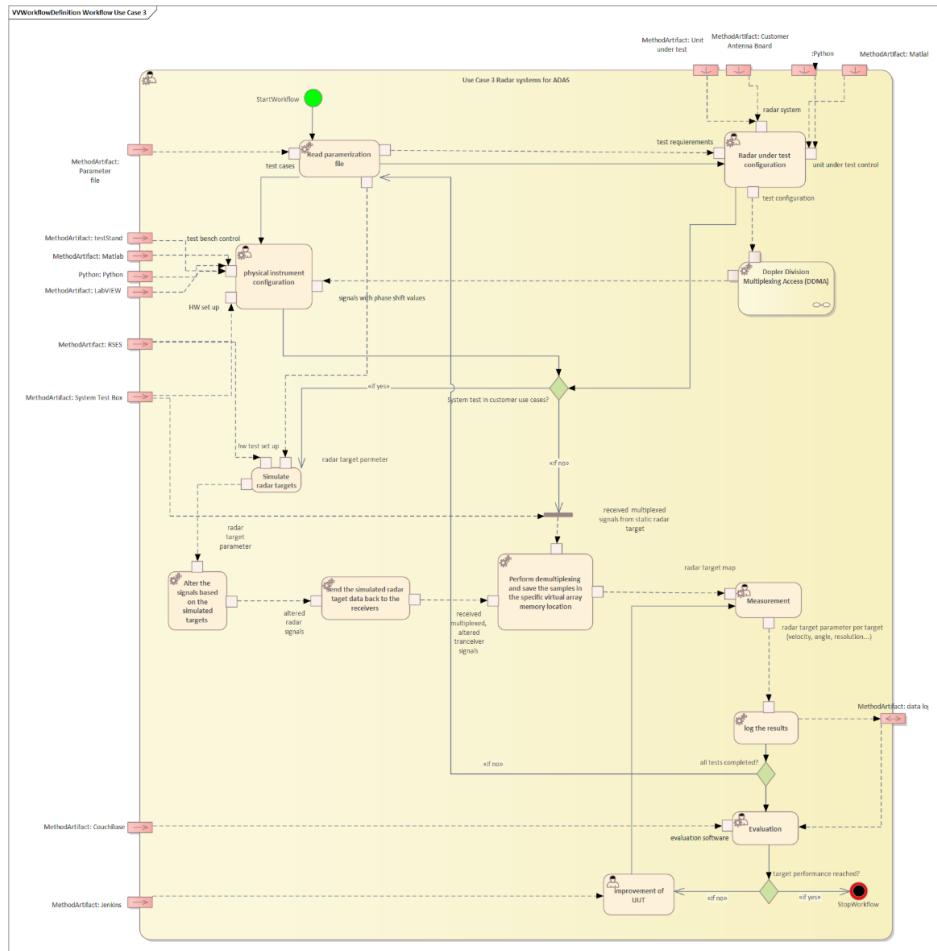 VVWorkflowDefinition Workflow Use Case 3
MethodArtifact: Unit
under test
MethodArtifact: Customer
Antenna Board
:Python
MethodArtifact: Matlal
Use Case 3 Radar systems for ADAS
StartWorkflow
radar system
MethodArtifact:
Parameter
file
Read paramerization
file
test cases
test requierements
Radar under test
configuration
unit under test control
test configuration
MethodArtifact: testStand
MethodArtifact: Matlab
Python: Python
MethodArtifact: LabVIEW
test bench control
physical instrument
configuration
HW set up
signals with phase shift values
Dopler Division
Multiplexing Access (DDMA)
MethodArtifact: RSES
MethodArtifact: System Test Box
«if yes»
System test in customer use cases?
hw test set up
radar target parmeter
Simulate
radar targets
«if no»
radar
target
parameter
received multiplexed
signals from static radar
target
Alter the
signals based
on the
simulated
targets
altered
radar
signals
Send the simulated radar
taget data back to the
receivers
received
multiplexed,
altered
tranceiver
signals
Perform demultiplexing
and save the samples in
the specific virtual array
memory location
radar target map
Measurement
radar target parameter per target
(velocity, angle, resolution...)
MethodArtifact: data log
log the results
«if no»
all tests completed?
MethodArtifact: CouchBase
evaluation software
Evaluation
target performance reached?
MethodArtifact: Jenkins
Improvement of
UUT
«if no»
«if yes»
StopWorkflow